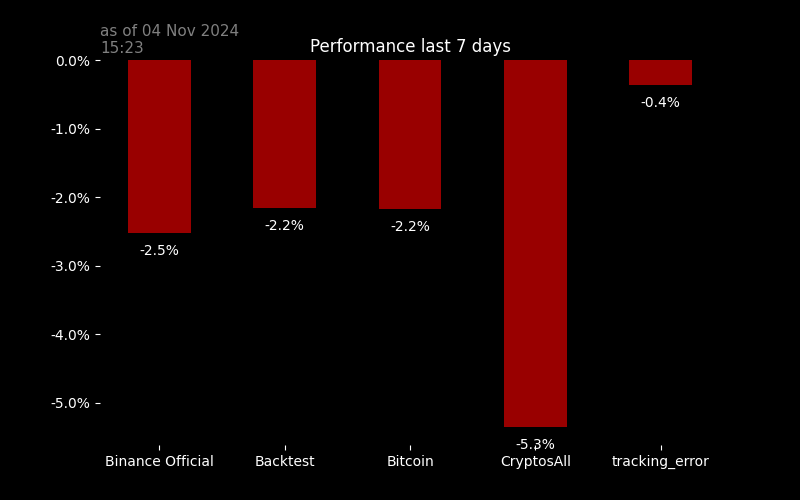 as of 04 Nov 2024
15:23
Performance last 7 days
0.0%
-1.0%
-2.0%
-3.0%
-4.0%
-5.0%
-2.5%
-2.2%
-2.2%
-5.3%
-0.4%
Binance Official
Backtest
Bitcoin
CryptosAll
tracking_error